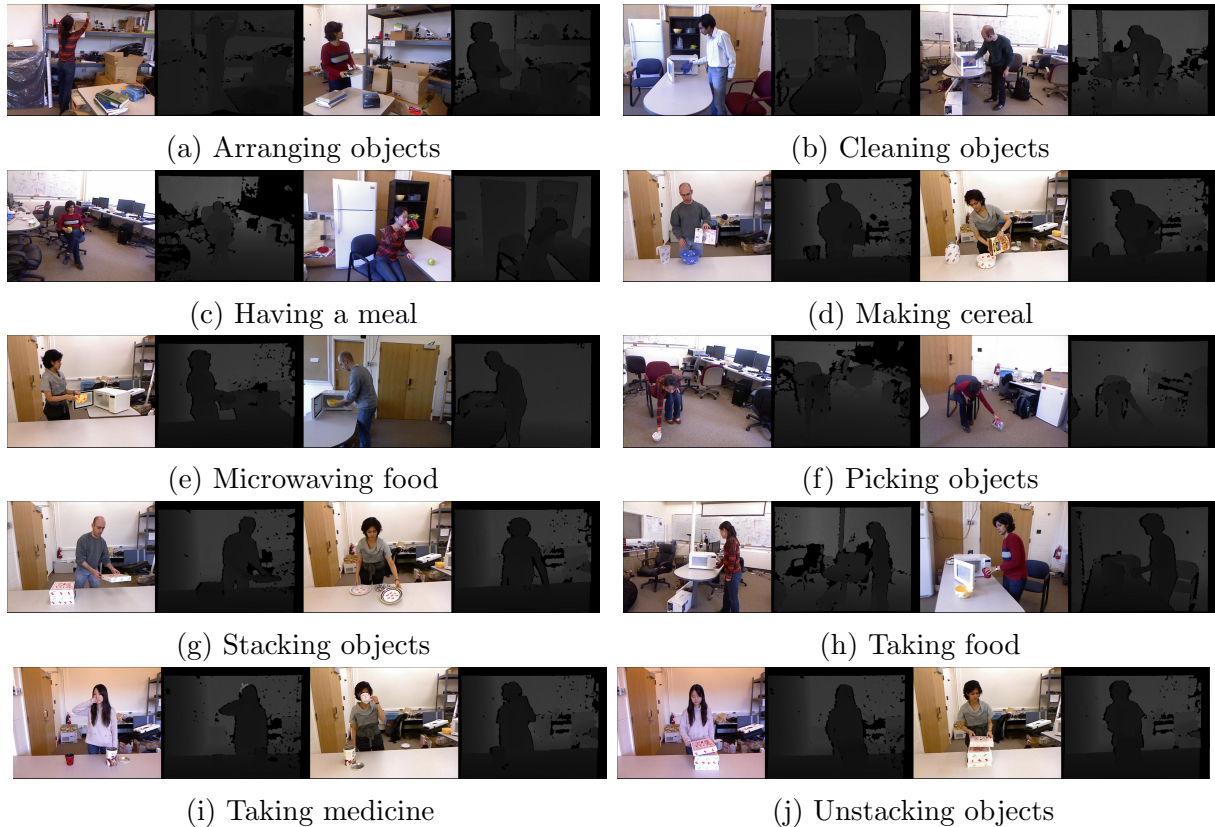 (a) Arranging objects
(b) Cleaning objects
(c) Having a meal
(d) Making cereal
(e) Microwaving food
(f) Picking objects
(g) Stacking objects
(h) Taking food
(i) Taking medicine
(j) Unstacking objects